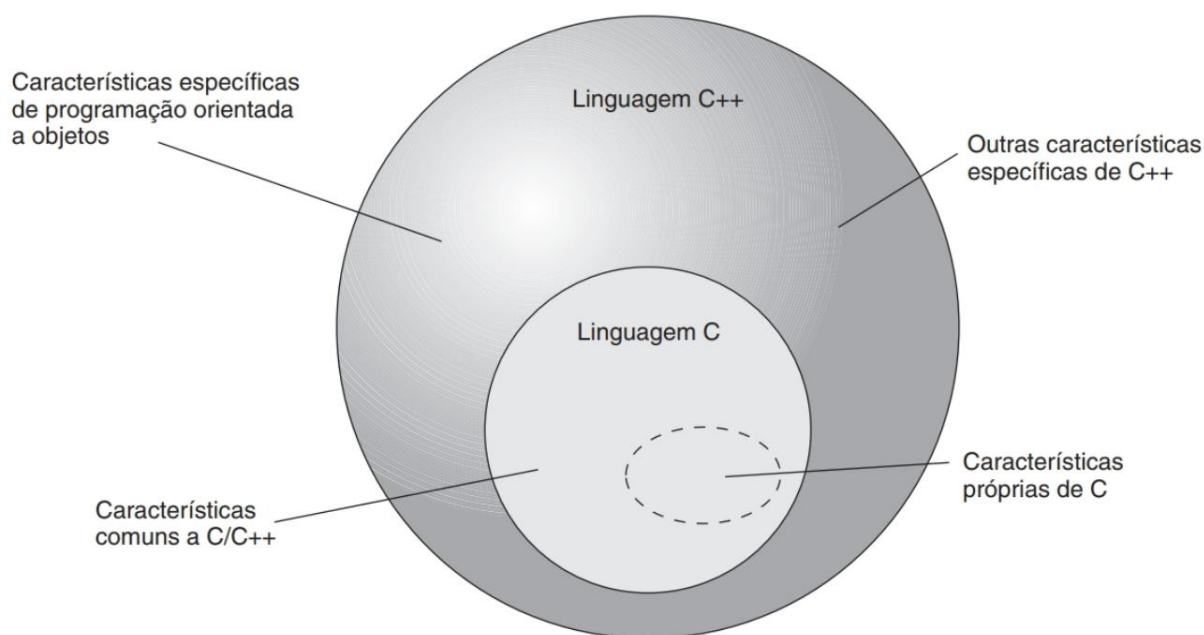 Características específicas
de programação orientada
a objetos
Linguagem C++
Outras características
específicas de C++
Linguagem C
Características
próprias de C
Características
comuns a C/C++